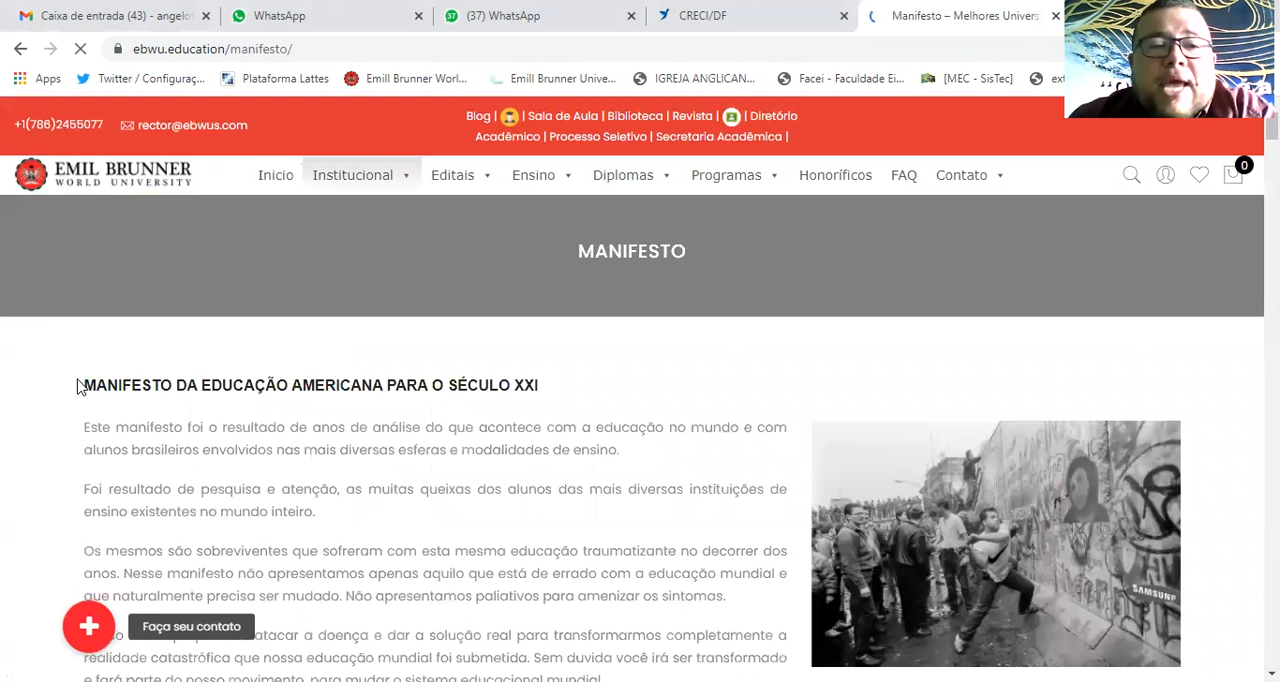 Caixa de entrada (43) - angelo
WhatsApp
(37) WhatsApp
CRECI/DF
Manifesto – Melhores Univers
ebwu.education/manifesto/
Apps
Twitter / Configuraç...
Plataforma Lattes
Emill Brunner Worl...
Emill Brunner Unive...
IGREJA ANGLICAN...
Facei - Faculdade Ei...
[MEC - SisTec]
ext
+1(786)2455077
rector@ebwus.com
Blog | Sala de Aula | Biblioteca | Revista | Diretório
Acadêmico | Processo Seletivo | Secretaria Acadêmica |
EMIL BRUNNER
WORLD UNIVERSITY
Inicio
Institucional
Editais
Ensino
Diplomas
Programas
Honoríficos
FAQ
Contato
0
MANIFESTO
MANIFESTO DA EDUCAÇÃO AMERICANA PARA O SÉCULO XXI
Este manifesto foi o resultado de anos de análise do que acontece com a educação no mundo e com
alunos brasileiros envolvidos nas mais diversas esferas e modalidades de ensino.
Foi resultado de pesquisa e atenção, as muitas queixas dos alunos das mais diversas instituições de
ensino existentes no mundo inteiro.
Os mesmos são sobreviventes que sofreram com esta mesma educação traumatizante no decorrer dos
anos. Nesse manifesto não apresentamos apenas aquilo que está de errado com a educação mundial e
que naturalmente precisa ser mudado. Não apresentamos paliativos para amenizar os sintomas.
atacar a doença e dar a solução real para transformarmos completamente a
realidade catastrófica que nossa educação mundial foi submetida. Sem duvida você irá ser transformado
e fará parte do nosso movimento, para mudar o sistema educacional mundial.
Faça seu contato
SAMSUNG